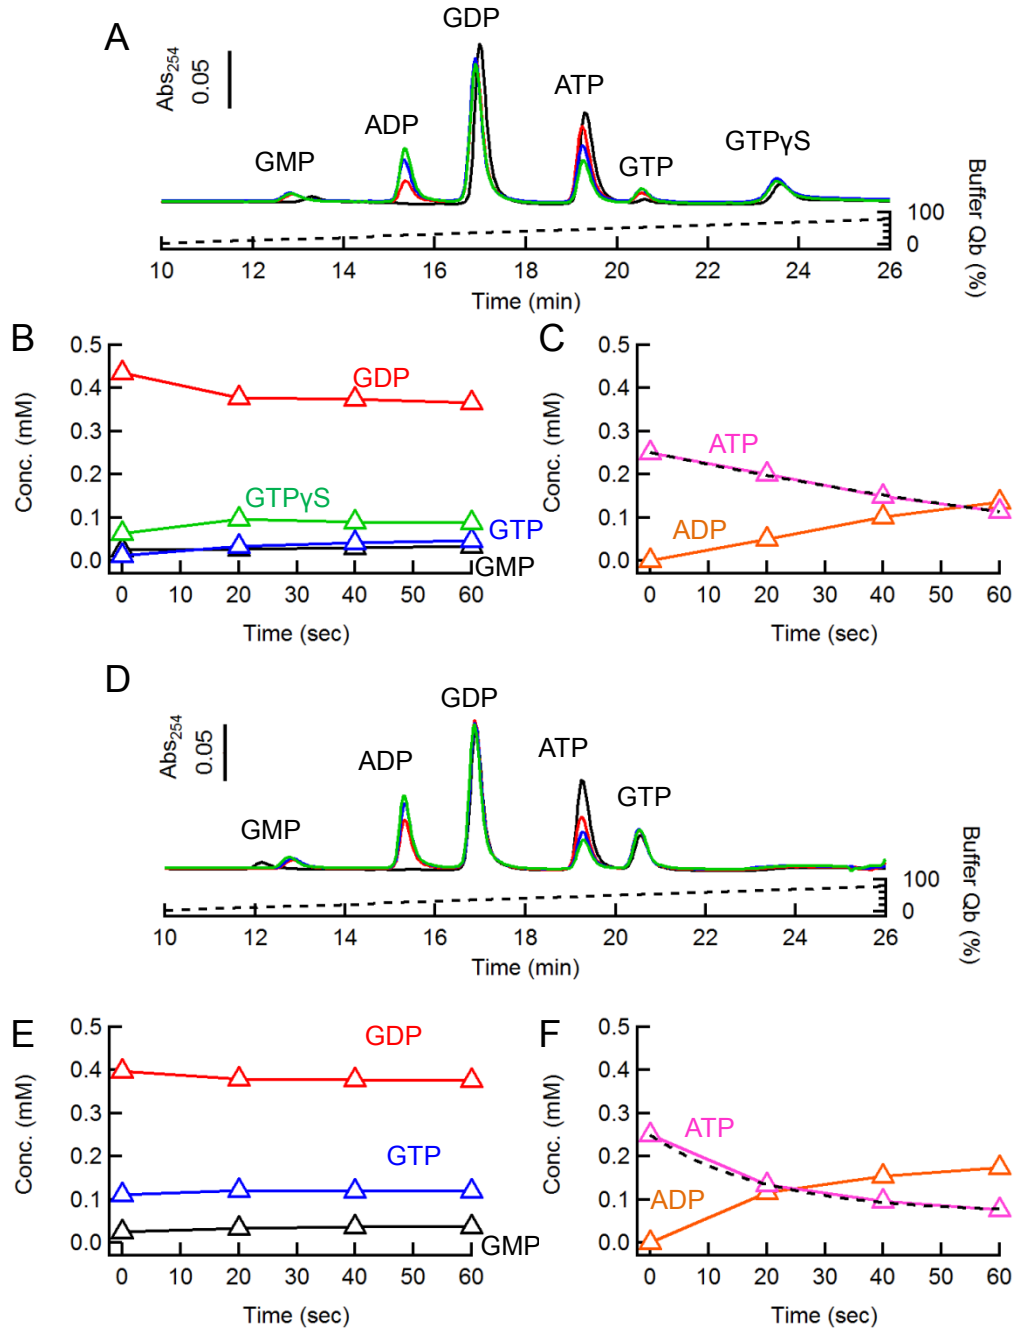 A
Abs254
0.05
GMP
ADP
GDP
ATP
GTP
GTPγS
100
0
Buffer Qb (%)
10 12 14 16 18 20 22 24 26
Time (min)
B
0.5
0.4
0.3
0.2
0.1
0.0
Conc. (mM)
GDP
GTPγS
GTP
GMP
0 10 20 30 40 50 60
Time (sec)
C
0.5
0.4
0.3
0.2
0.1
0.0
Conc. (mM)
ATP
ADP
0 10 20 30 40 50 60
Time (sec)
D
Abs254
0.05
GMP
ADP
GDP
ATP
GTP
100
0
Buffer Qb (%)
10 12 14 16 18 20 22 24 26
Time (min)
E
0.5
0.4
0.3
0.2
0.1
0.0
Conc. (mM)
GDP
GTP
GMP
0 10 20 30 40 50 60
Time (sec)
F
0.5
0.4
0.3
0.2
0.1
0.0
Conc. (mM)
ATP
ADP
0 10 20 30 40 50 60
Time (sec)